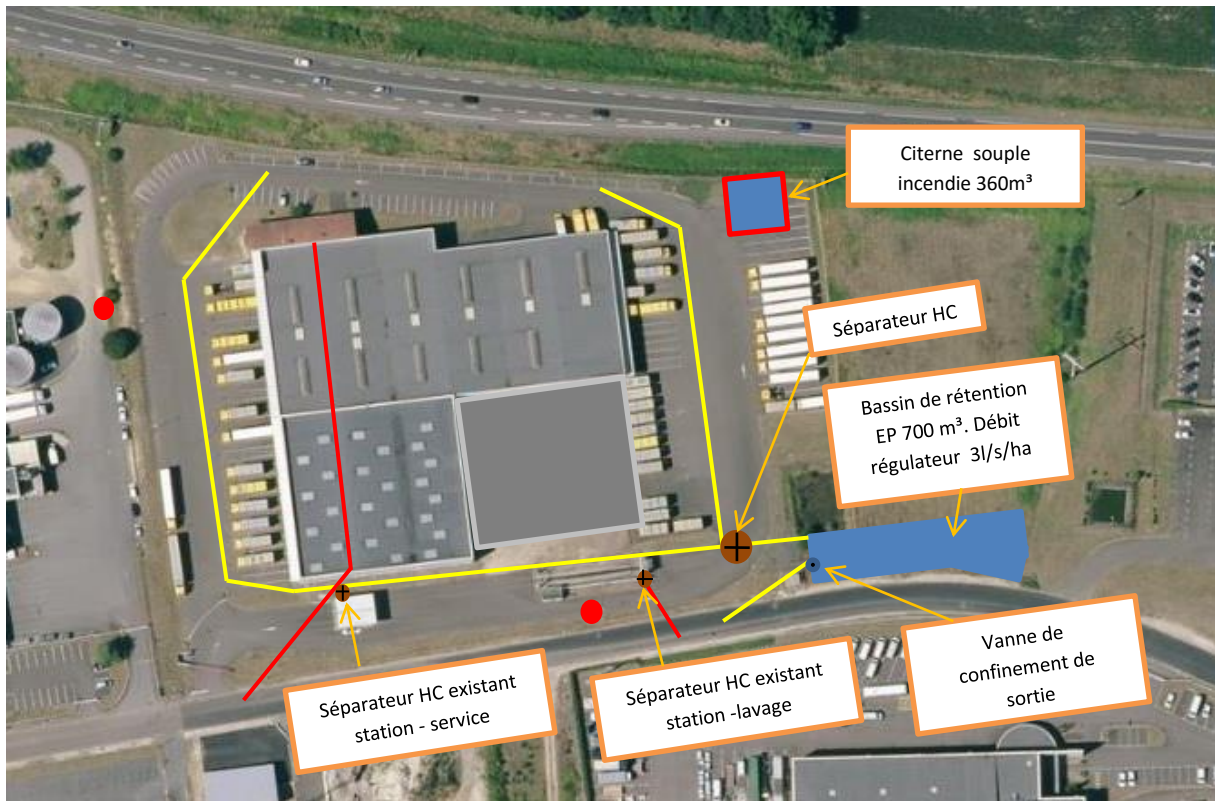 Citerne souple
incendie 360m³
Séparateur HC
Bassin de rétention
EP 700 m³. Débit
régulateur 3l/s/ha
Séparateur HC existant
station - service
Séparateur HC existant
station -lavage
Vanne de
confinement de
sortie